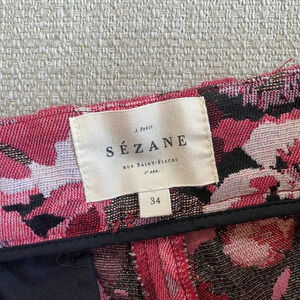 À PARIS
SÉZANE
RUE SAINT-FIACRE
2e ARR.
34